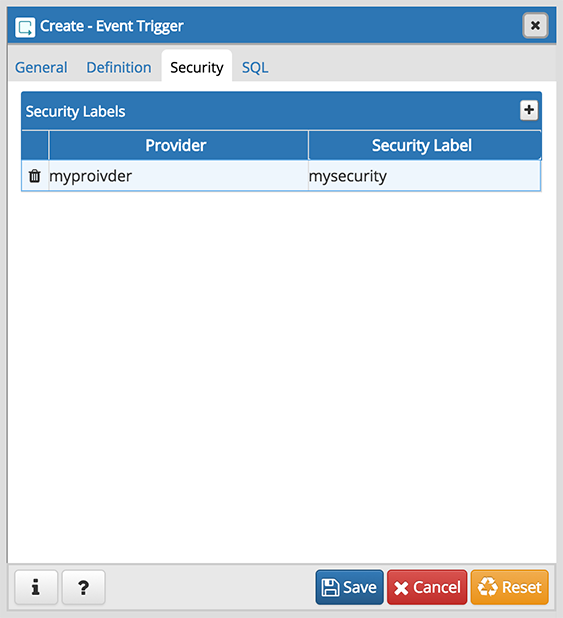 Create - Event Trigger
General Definition Security SQL
Security Labels
Provider Security Label
myproivder mysecurity
i ? Save Cancel Reset